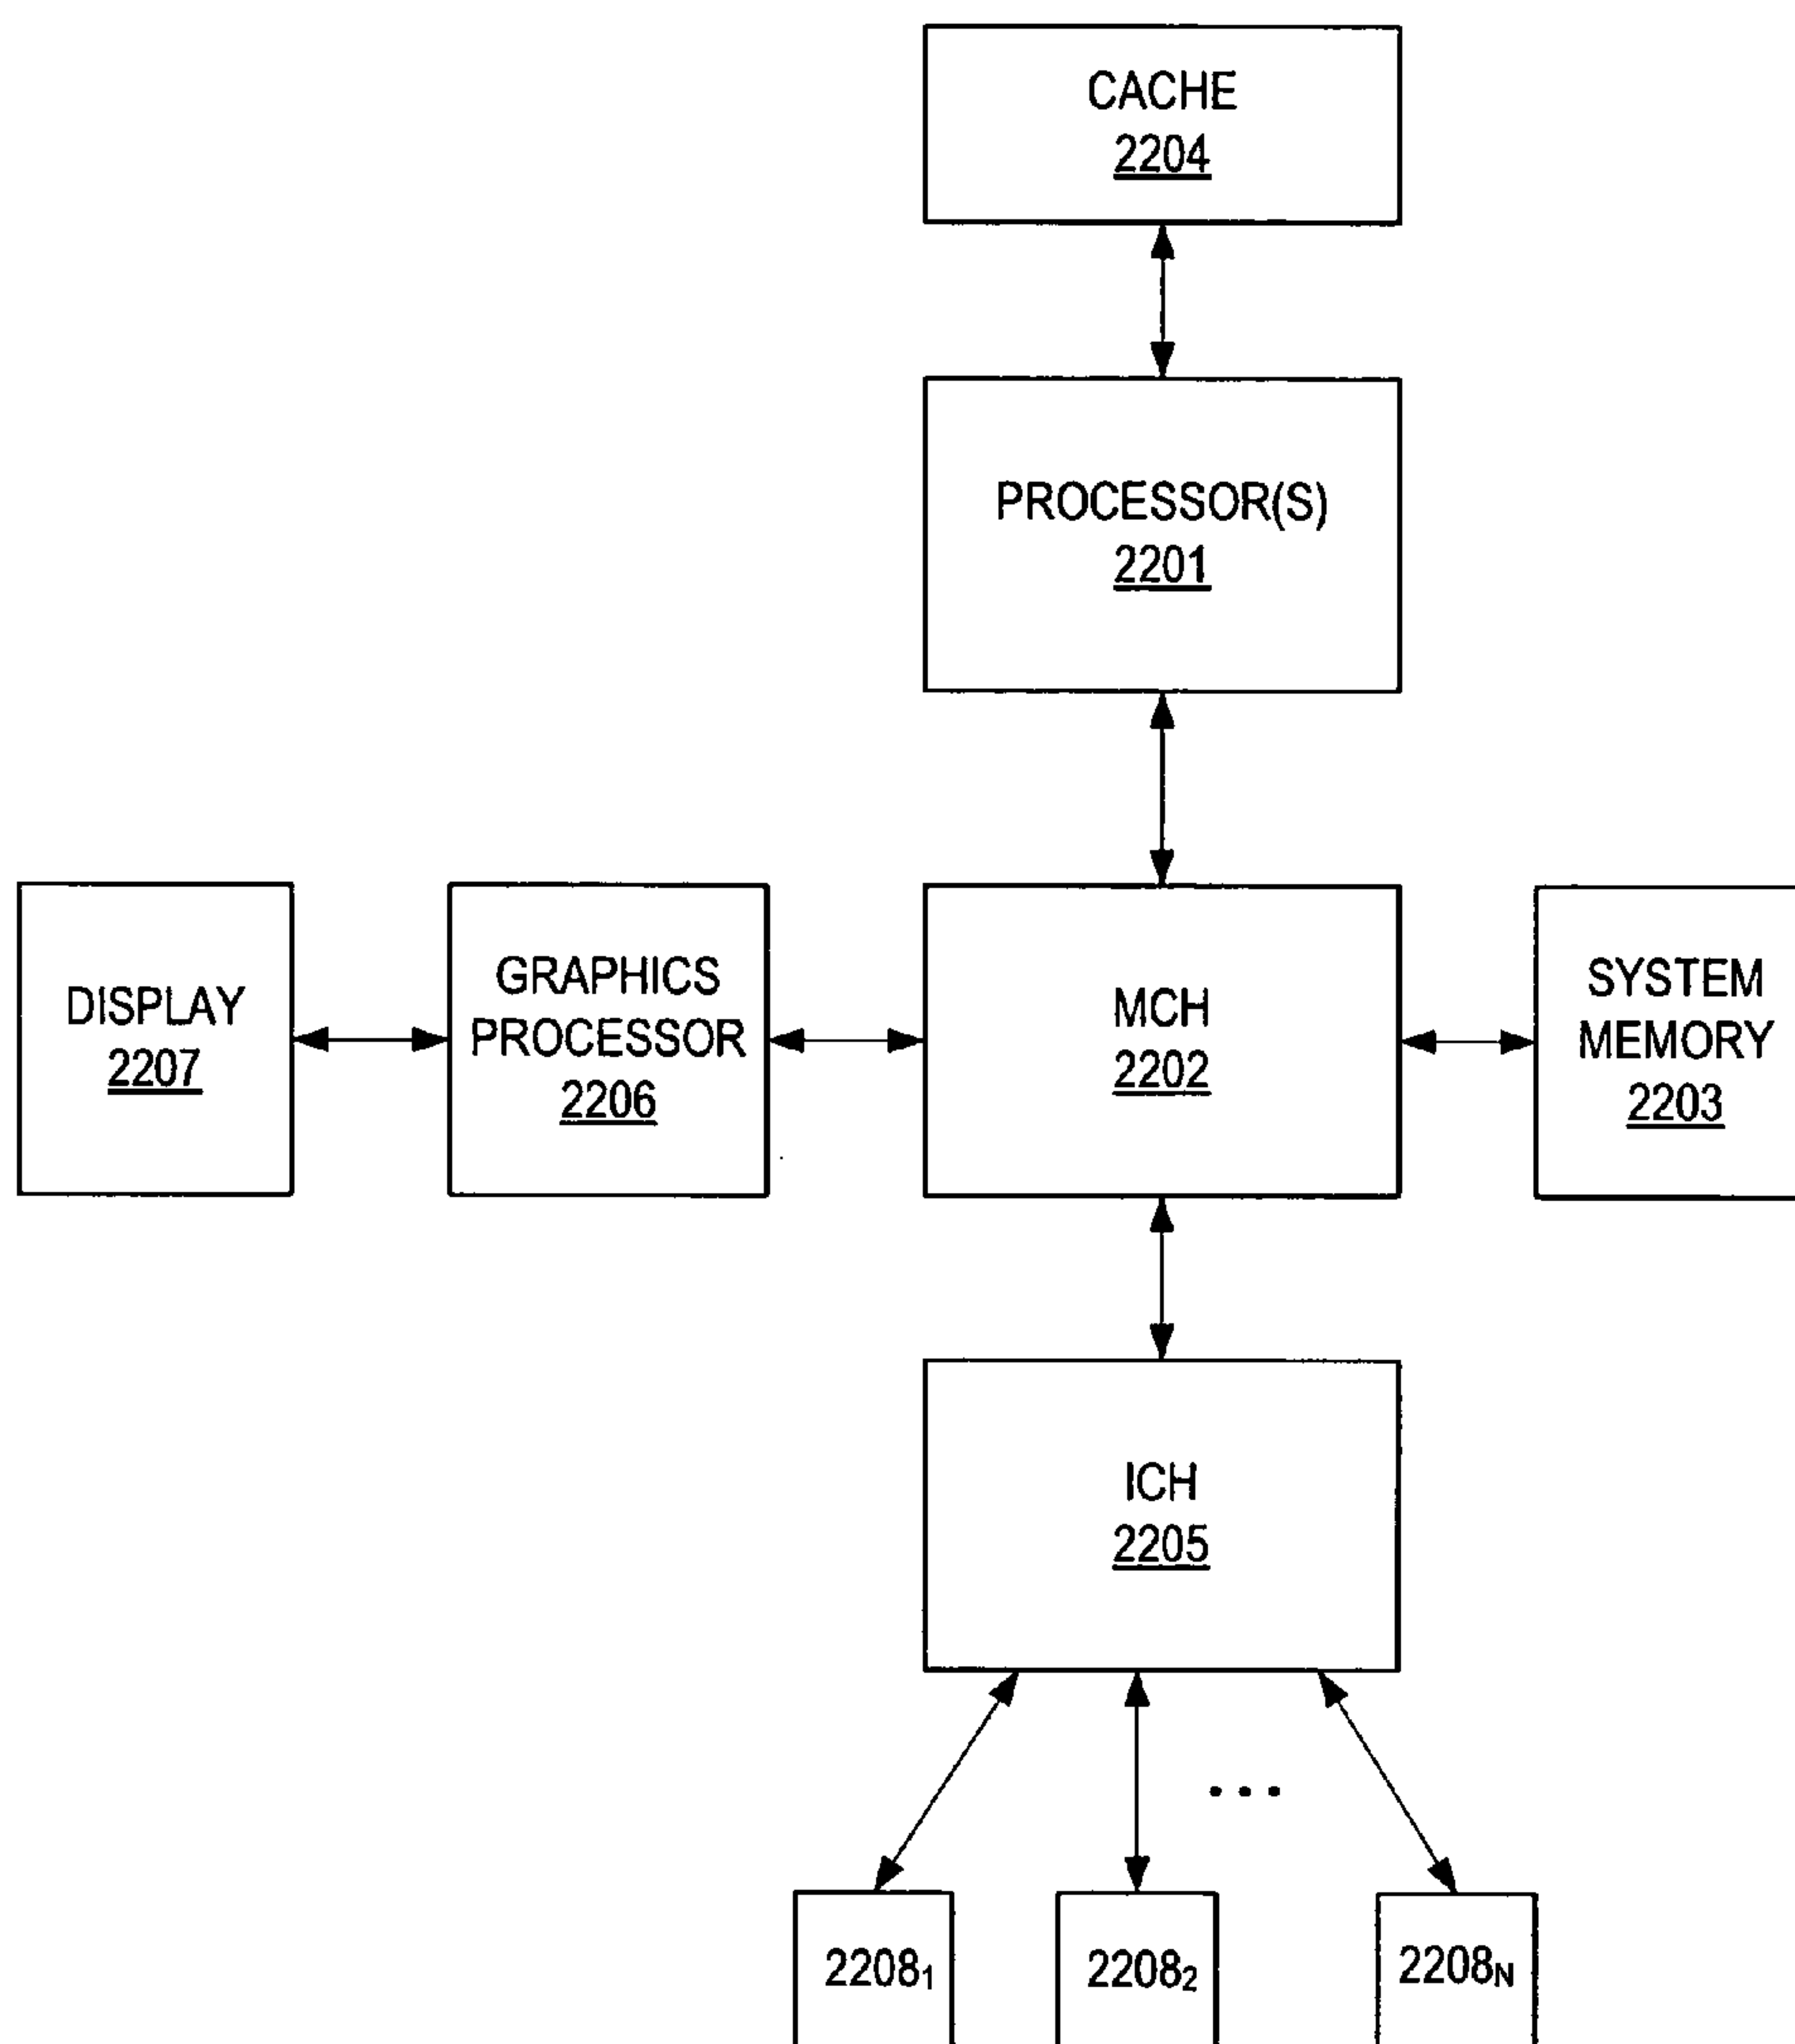 CACHE
2204
PROCESSOR(S)
2201
DISPLAY
2207
GRAPHICS
PROCESSOR
2206
MCH
2202
SYSTEM
MEMORY
2203
ICH
2205
...
2208₁
2208₂
2208ₙ